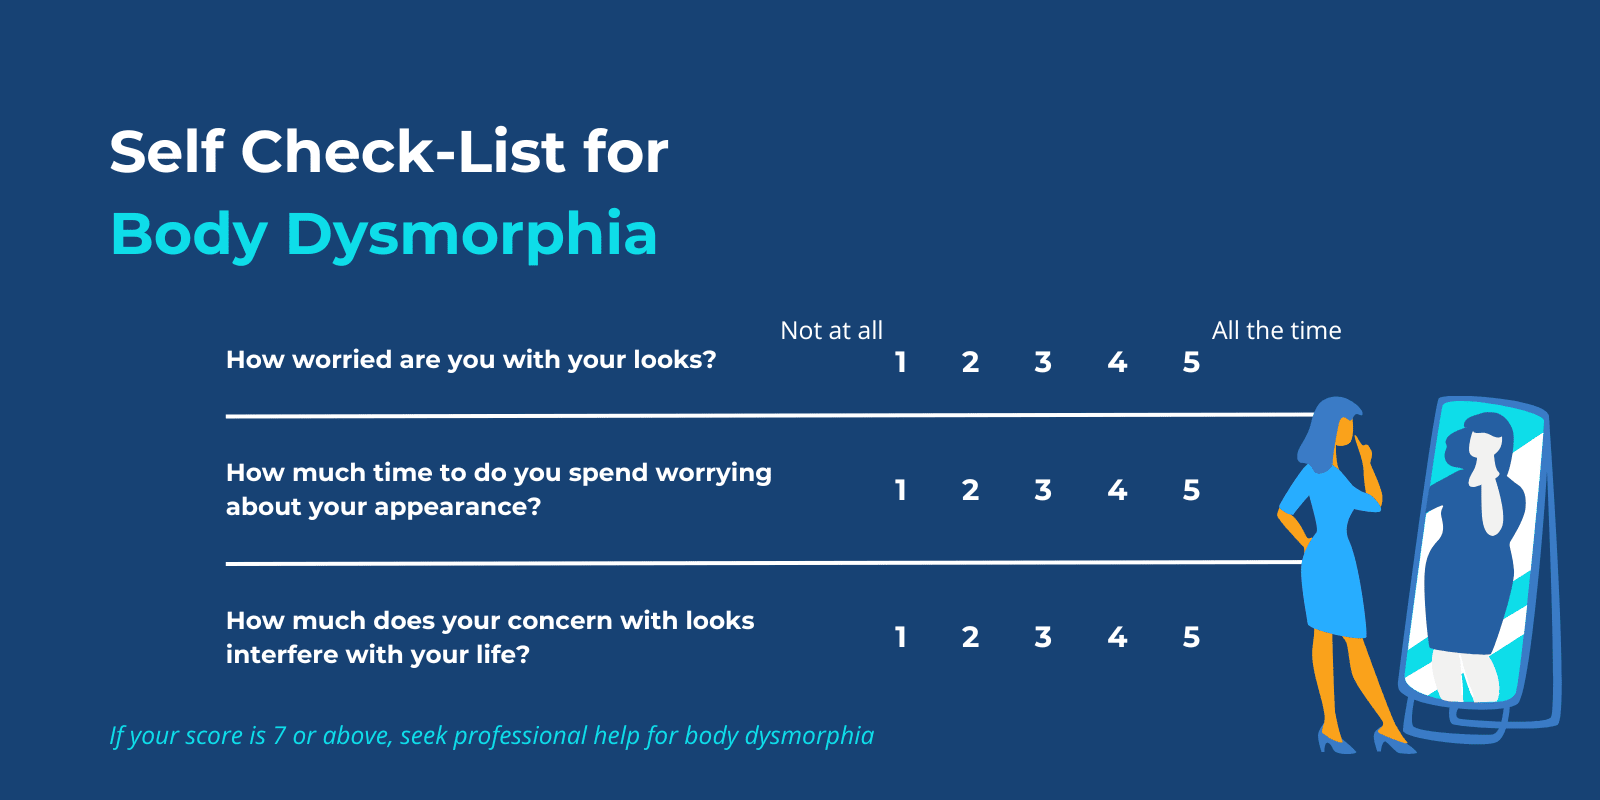 Self Check-List for
Body Dysmorphia
Not at all All the time
How worried are you with your looks? 1 2 3 4 5
How much time to do you spend worrying
about your appearance? 1 2 3 4 5
How much does your concern with looks
interfere with your life? 1 2 3 4 5
If your score is 7 or above, seek professional help for body dysmorphia